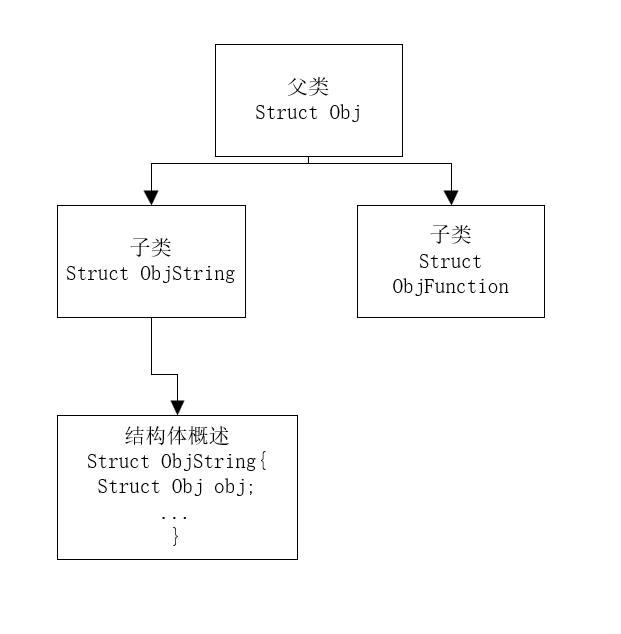 父类
Struct Obj
子类
Struct ObjString
子类
Struct
ObjFunction
结构体概述
Struct ObjString{
Struct Obj obj;
...
}